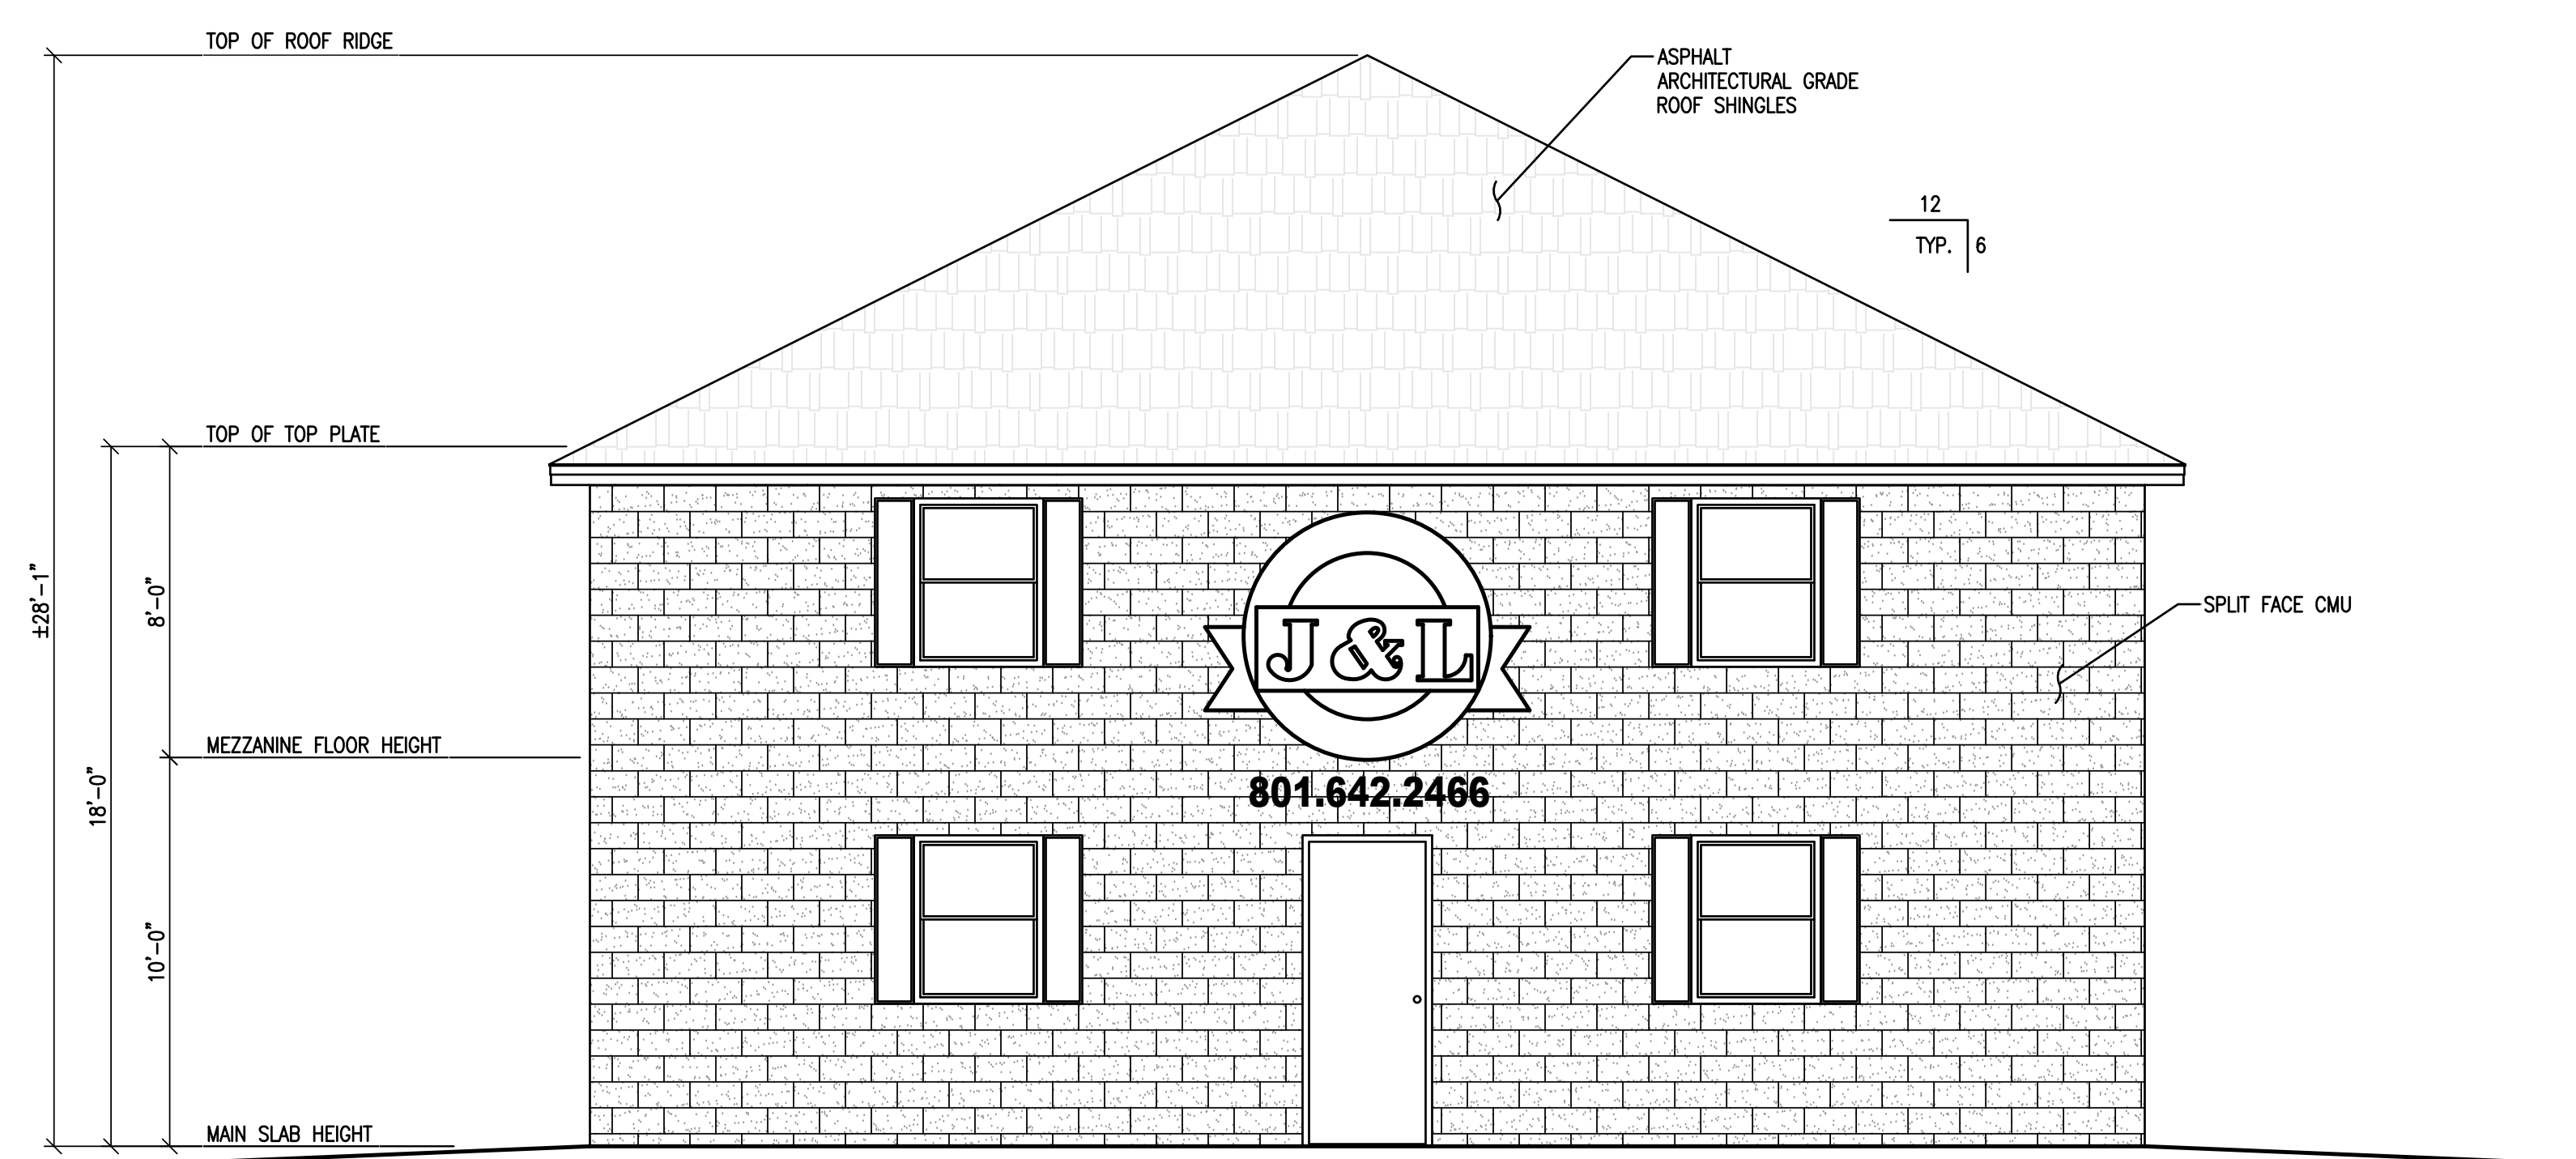 TOP OF ROOF RIDGE
ASPHALT
ARCHITECTURAL GRADE
ROOF SHINGLES
12
TYP. 6
TOP OF TOP PLATE
±28'-1"
8'-0"
SPLIT FACE CMU
J & L
MEZZANINE FLOOR HEIGHT
18'-0"
801.642.2466
10'-0"
MAIN SLAB HEIGHT